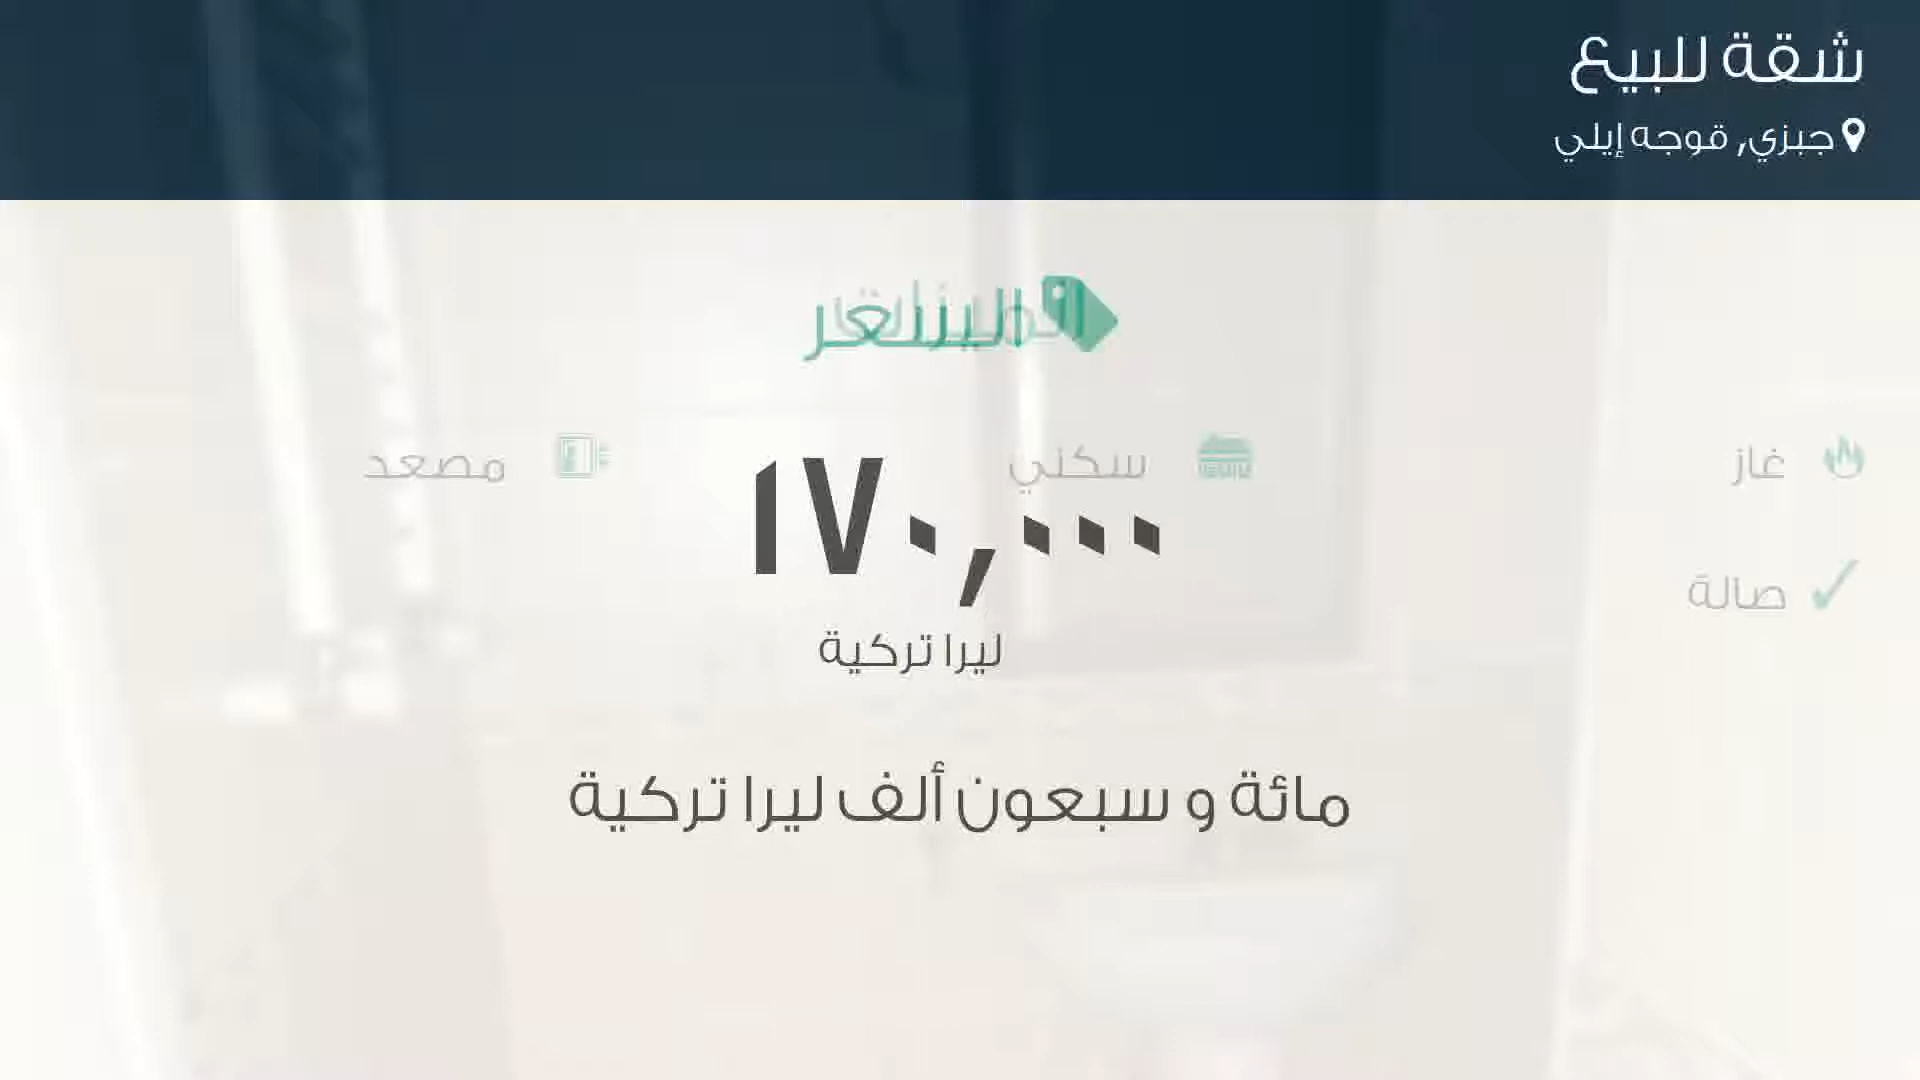 شقة للبيع
جبزي, قوجه إيلي
غاز
سكني
مصعد
١٧٠,٠٠٠
صالة
ليرا تركية
مائة و سبعون ألف ليرا تركية